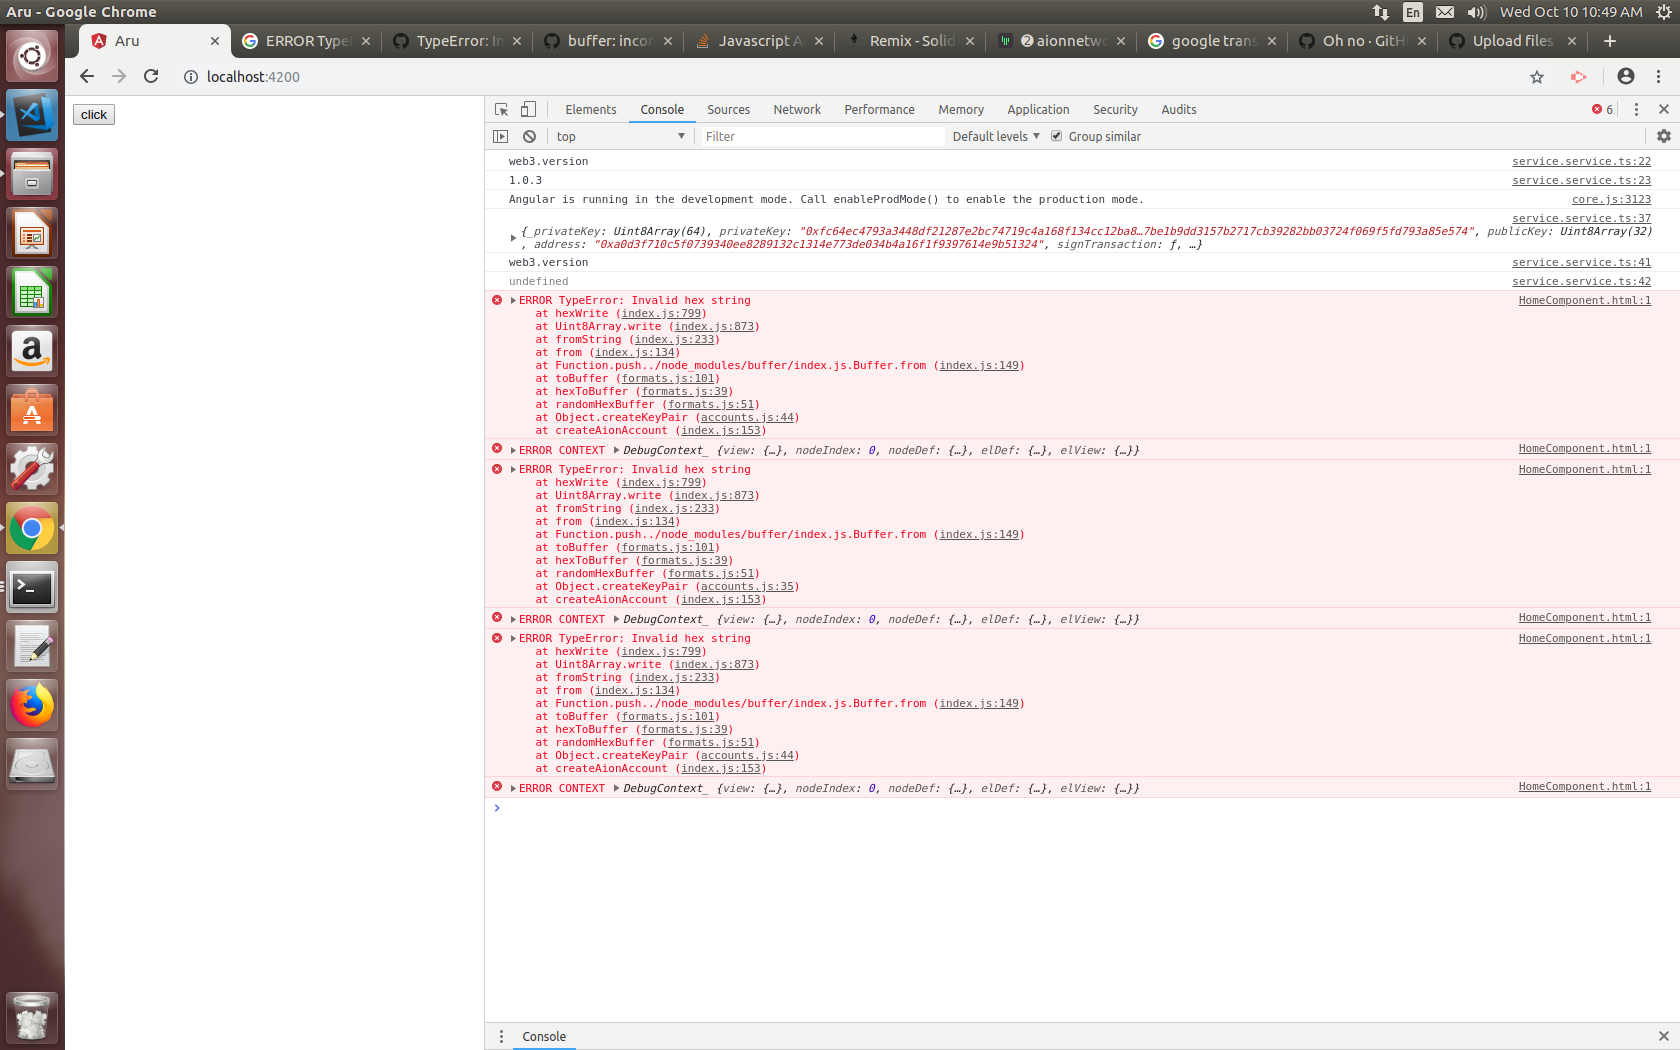 Aru - Google Chrome
En
Wed Oct 10 10:49 AM
Aru
ERROR Type
TypeError: In
buffer: incor
Javascript A
Remix - Solid
2 aionnetwo
google trans
Oh no · GitH
Upload files
localhost:4200
click
Elements
Console
Sources
Network
Performance
Memory
Application
Security
Audits
6
top
Filter
Default levels
Group similar
web3.version service.service.ts:22
1.0.3 service.service.ts:23
Angular is running in the development mode. Call enableProdMode() to enable the production mode. core.js:3123
service.service.ts:37
{_privateKey: Uint8Array(64), privateKey: "0xfc64ec4793a3448df21287e2bc74719c4a168f134cc12ba8…7be1b9dd3157b2717cb39282bb03724f069f5fd793a85e574", publicKey: Uint8Array(32)
, address: "0xa0d3f710c5f0739340ee8289132c1314e773de034b4a16f1f9397614e9b51324", signTransaction: ƒ, …}
web3.version service.service.ts:41
undefined service.service.ts:42
ERROR TypeError: Invalid hex string HomeComponent.html:1
at hexWrite (index.js:799)
at Uint8Array.write (index.js:873)
at fromString (index.js:233)
at from (index.js:134)
at Function.push../node_modules/buffer/index.js.Buffer.from (index.js:149)
at toBuffer (formats.js:101)
at hexToBuffer (formats.js:39)
at randomHexBuffer (formats.js:51)
at Object.createKeyPair (accounts.js:44)
at createAionAccount (index.js:153)
ERROR CONTEXT DebugContext_ {view: {…}, nodeIndex: 0, nodeDef: {…}, elDef: {…}, elView: {…}} HomeComponent.html:1
ERROR TypeError: Invalid hex string HomeComponent.html:1
at hexWrite (index.js:799)
at Uint8Array.write (index.js:873)
at fromString (index.js:233)
at from (index.js:134)
at Function.push../node_modules/buffer/index.js.Buffer.from (index.js:149)
at toBuffer (formats.js:101)
at hexToBuffer (formats.js:39)
at randomHexBuffer (formats.js:51)
at Object.createKeyPair (accounts.js:35)
at createAionAccount (index.js:153)
ERROR CONTEXT DebugContext_ {view: {…}, nodeIndex: 0, nodeDef: {…}, elDef: {…}, elView: {…}} HomeComponent.html:1
ERROR TypeError: Invalid hex string HomeComponent.html:1
at hexWrite (index.js:799)
at Uint8Array.write (index.js:873)
at fromString (index.js:233)
at from (index.js:134)
at Function.push../node_modules/buffer/index.js.Buffer.from (index.js:149)
at toBuffer (formats.js:101)
at hexToBuffer (formats.js:39)
at randomHexBuffer (formats.js:51)
at Object.createKeyPair (accounts.js:44)
at createAionAccount (index.js:153)
ERROR CONTEXT DebugContext_ {view: {…}, nodeIndex: 0, nodeDef: {…}, elDef: {…}, elView: {…}} HomeComponent.html:1
Console